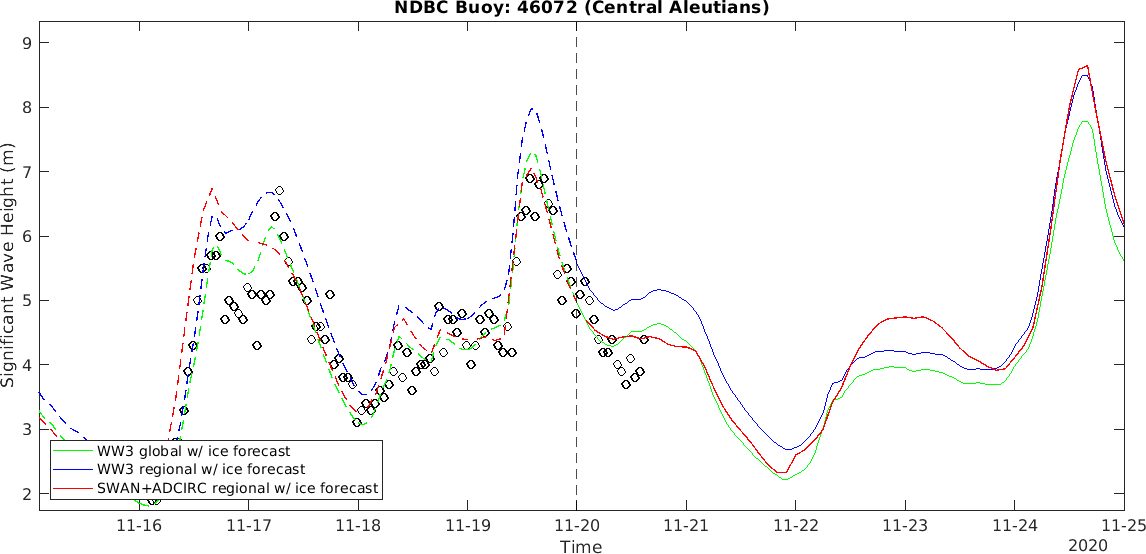 NDBC Buoy: 46072 (Central Aleutians)
9
8
7
6
5
4
3
2
Significant Wave Height (m)
WW3 global w/ ice forecast
WW3 regional w/ ice forecast
SWAN+ADCIRC regional w/ ice forecast
11-16 11-17 11-18 11-19 11-20 11-21 11-22 11-23 11-24 11-25
Time
2020